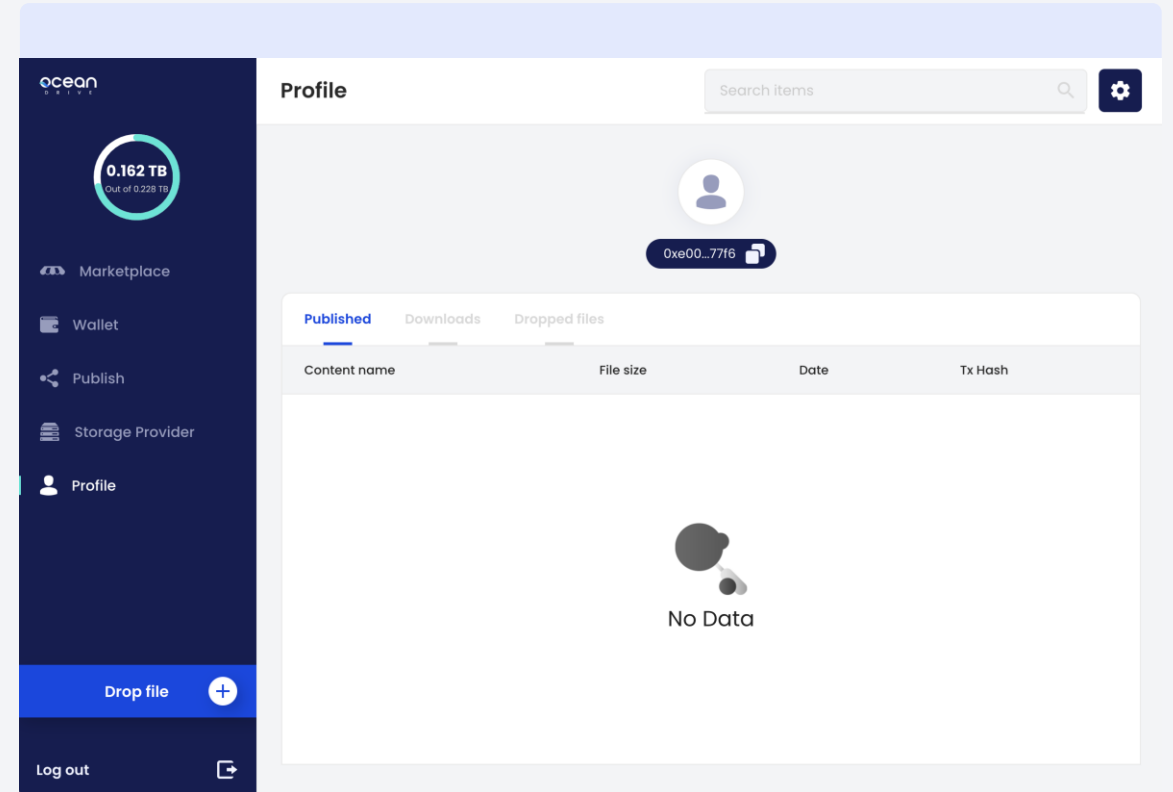 ocean
DRIVE
0.162 TB
Out of 0.228 TB
Marketplace
Wallet
Publish
Storage Provider
Profile
Drop file
Log out
Profile
Search items
0xe00...77f6
Published Downloads Dropped files
Content name File size Date Tx Hash
No Data